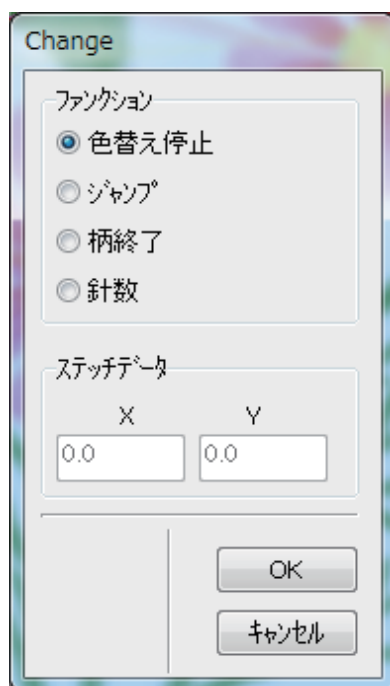 Change
ファンクション
色替え停止
ジャンプ
柄終了
針数
ステッチデータ
X Y
0.0 0.0
OK
キャンセル